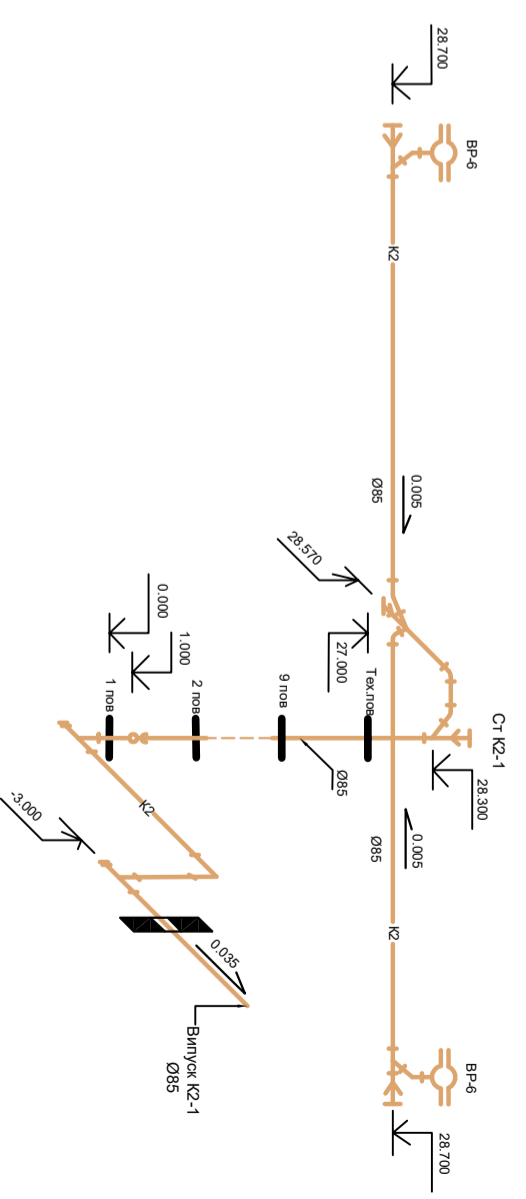 28.700
ВР-6
К2
Ø85
0.005
28.570
27.000
Тех.пов
Ст К2-1
28.300
0.000
1.000
1 пов
2 пов
9 пов
Ø85
0.005
Ø85
К2
-3.000
К2
0.035
Випуск К2-1
Ø85
ВР-6
28.700